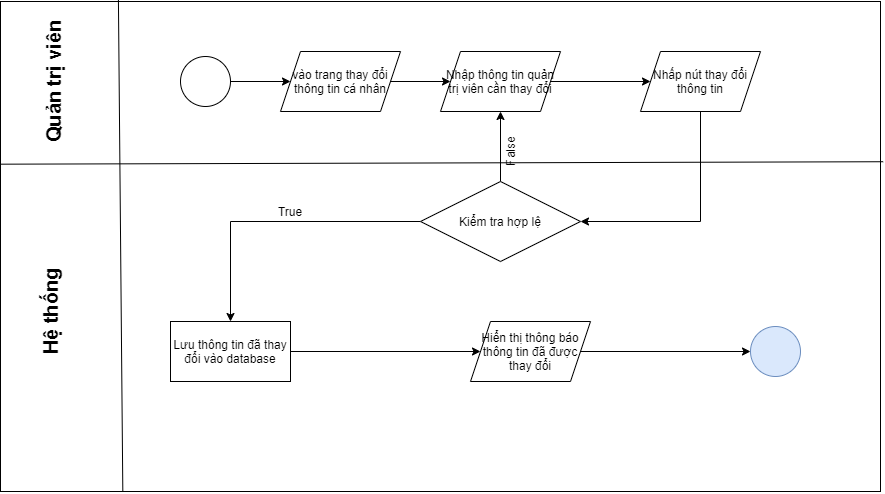 Quản trị viên
vào trang thay đổi
thông tin cá nhân
Nhập thông tin quản
trị viên cần thay đổi
Nhấp nút thay đổi
thông tin
False
Hệ thống
True
Kiểm tra hợp lệ
Lưu thông tin đã thay
đổi vào database
Hiển thị thông báo
thông tin đã được
thay đổi